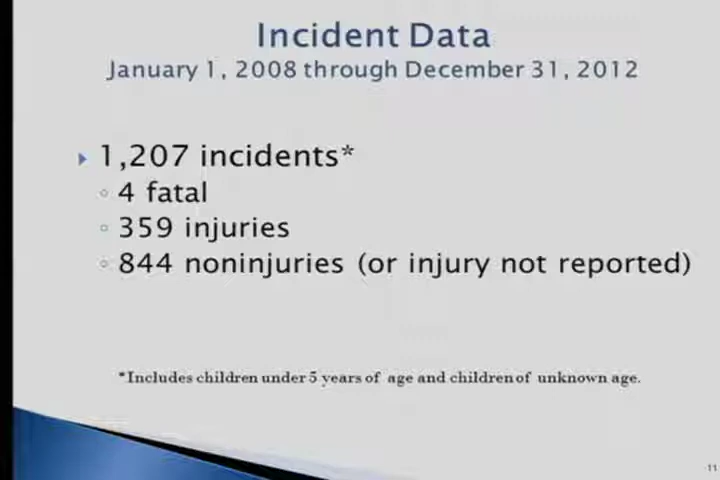 Incident Data
January 1, 2008 through December 31, 2012
1,207 incidents*
4 fatal
359 injuries
844 noninjuries (or injury not reported)
*Includes children under 5 years of age and children of unknown age.
11